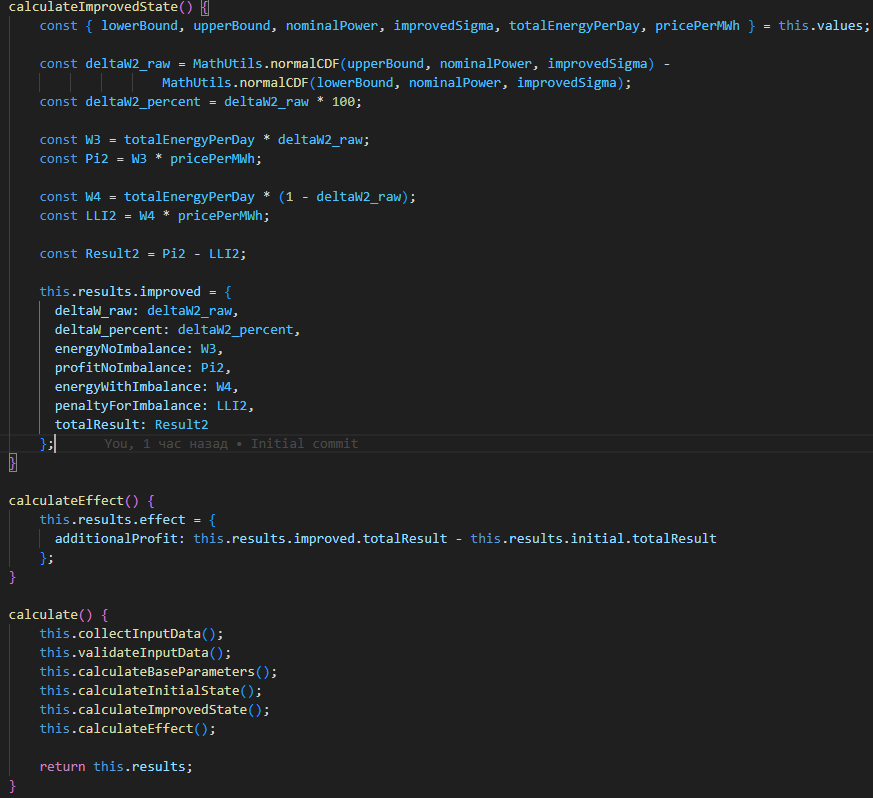 calculateImprovedState() {
const { lowerBound, upperBound, nominalPower, improvedSigma, totalEnergyPerDay, pricePerMWh } = this.values;
const deltaW2_raw = MathUtils.normalCDF(upperBound, nominalPower, improvedSigma) -
MathUtils.normalCDF(lowerBound, nominalPower, improvedSigma);
const deltaW2_percent = deltaW2_raw * 100;
const W3 = totalEnergyPerDay * deltaW2_raw;
const Pi2 = W3 * pricePerMWh;
const W4 = totalEnergyPerDay * (1 - deltaW2_raw);
const LLI2 = W4 * pricePerMWh;
const Result2 = Pi2 - LLI2;
this.results.improved = {
deltaW_raw: deltaW2_raw,
deltaW_percent: deltaW2_percent,
energyNoImbalance: W3,
profitNoImbalance: Pi2,
energyWithImbalance: W4,
penaltyForImbalance: LLI2,
totalResult: Result2
}; You, 1 час назад • Initial commit
}
calculateEffect() {
this.results.effect = {
additionalProfit: this.results.improved.totalResult - this.results.initial.totalResult
};
}
calculate() {
this.collectInputData();
this.validateInputData();
this.calculateBaseParameters();
this.calculateInitialState();
this.calculateImprovedState();
this.calculateEffect();
return this.results;
}